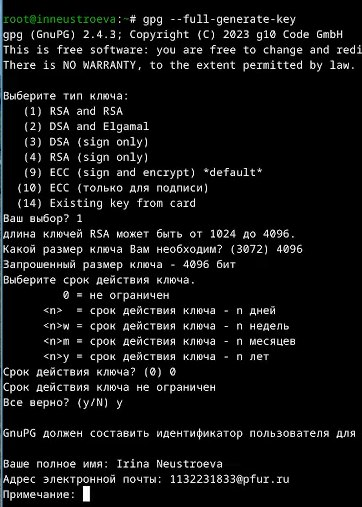 root@inneustroeva:~# gpg --full-generate-key
gpg (GnuPG) 2.4.3; Copyright (C) 2023 g10 Code GmbH
This is free software: you are free to change and redi
There is NO WARRANTY, to the extent permitted by law.
Выберите тип ключа:
(1) RSA and RSA
(2) DSA and Elgamal
(3) DSA (sign only)
(4) RSA (sign only)
(9) ECC (sign and encrypt) *default*
(10) ECC (только для подписи)
(14) Existing key from card
Ваш выбор? 1
длина ключей RSA может быть от 1024 до 4096.
Какой размер ключа Вам необходим? (3072) 4096
Запрошенный размер ключа - 4096 бит
Выберите срок действия ключа.
0 = не ограничен
<n> = срок действия ключа - n дней
<n>w = срок действия ключа - n недель
<n>m = срок действия ключа - n месяцев
<n>y = срок действия ключа - n лет
Срок действия ключа? (0) 0
Срок действия ключа не ограничен
Все верно? (y/N) y
GnuPG должен составить идентификатор пользователя для
Ваше полное имя: Irina Neustroeva
Адрес электронной почты: 1132231833@pfur.ru
Примечание: